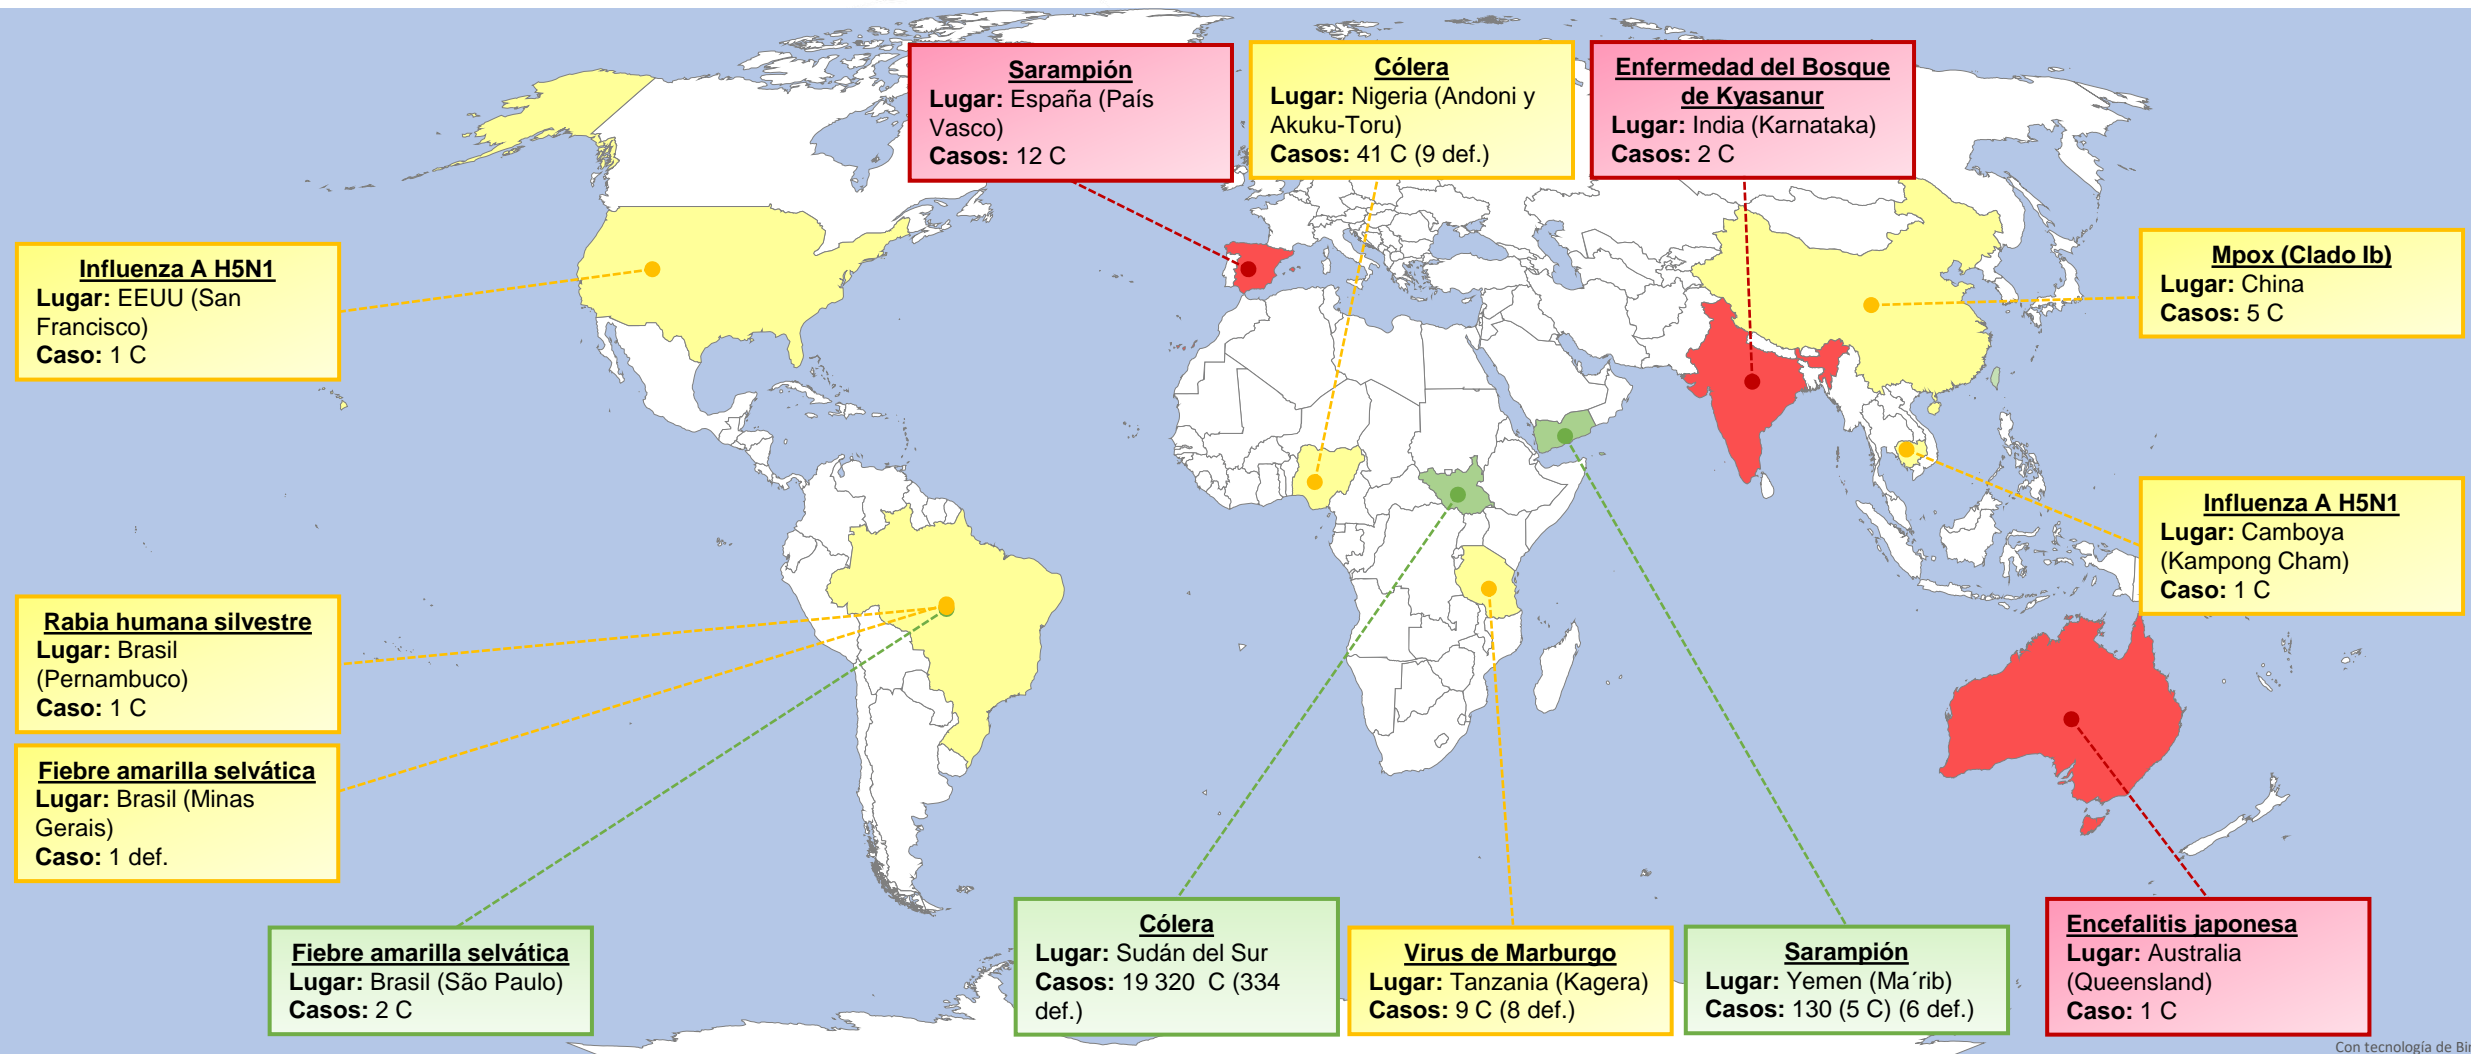 Sarampión
Lugar: España (País
Vasco)
Casos: 12 C
Cólera
Lugar: Nigeria (Andoni y
Akuku-Toru)
Casos: 41 C (9 def.)
Enfermedad del Bosque
de Kyasanur
Lugar: India (Karnataka)
Casos: 2 C
Influenza A H5N1
Lugar: EEUU (San
Francisco)
Caso: 1 C
Mpox (Clado Ib)
Lugar: China
Casos: 5 C
Influenza A H5N1
Lugar: Camboya
(Kampong Cham)
Caso: 1 C
Rabia humana silvestre
Lugar: Brasil
(Pernambuco)
Caso: 1 C
Fiebre amarilla selvática
Lugar: Brasil (Minas
Gerais)
Caso: 1 def.
Fiebre amarilla selvática
Lugar: Brasil (São Paulo)
Casos: 2 C
Cólera
Lugar: Sudán del Sur
Casos: 19 320 C (334
def.)
Virus de Marburgo
Lugar: Tanzania (Kagera)
Casos: 9 C (8 def.)
Sarampión
Lugar: Yemen (Ma´rib)
Casos: 130 (5 C) (6 def.)
Encefalitis japonesa
Lugar: Australia
(Queensland)
Caso: 1 C
Con tecnología de